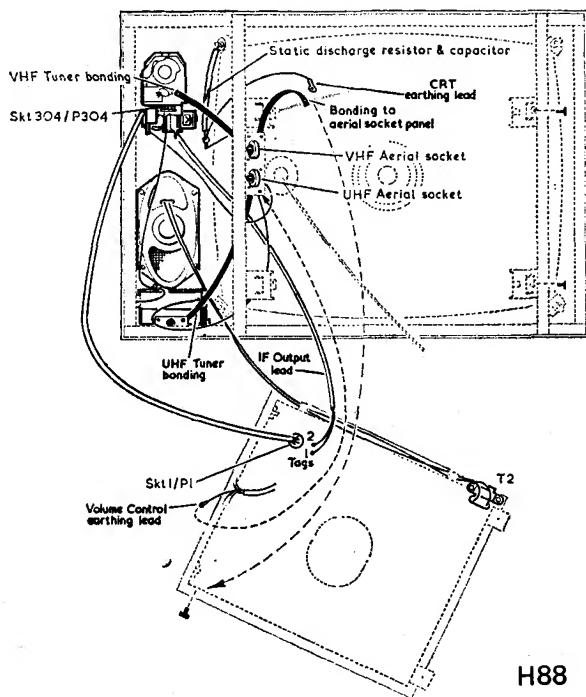 Static discharge resistor & capacitor
VHF Tuner bonding
CRT
earthing lead
Skt 304/P304
Bonding to
aerial socket panel
VHF Aerial socket
UHF Aerial socket
UHF Tuner
bonding
IF Output
lead
2
1
Tags
Skt 1/P1
T2
Volume Control
earthing lead
H88